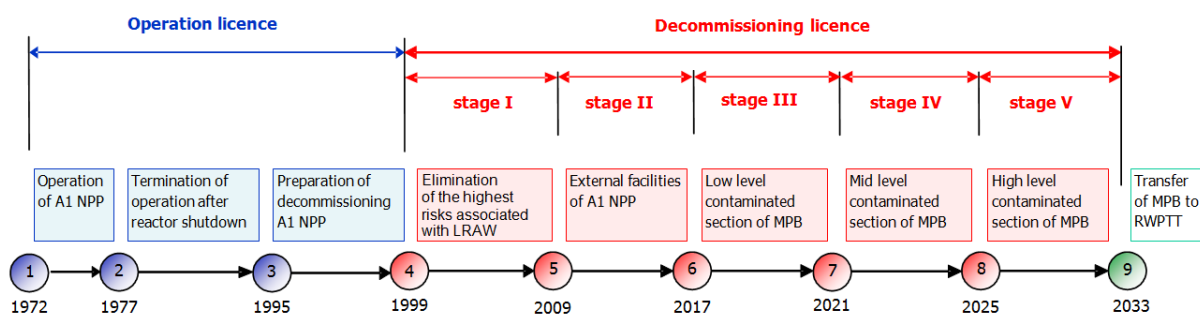 Operation licence
Decommissioning licence
stage I
stage II
stage III
stage IV
stage V
Operation
of A1 NPP
Termination of
operation after
reactor shutdown
Preparation of
decommissioning
A1 NPP
Elimination
of the highest
risks associated
with LRAW
External facilities
of A1 NPP
Low level
contaminated
section of MPB
Mid level
contaminated
section of MPB
High level
contaminated
section of MPB
Transfer
of MPB to
RWPTT
1
2
3
4
5
6
7
8
9
1972
1977
1995
1999
2009
2017
2021
2025
2033